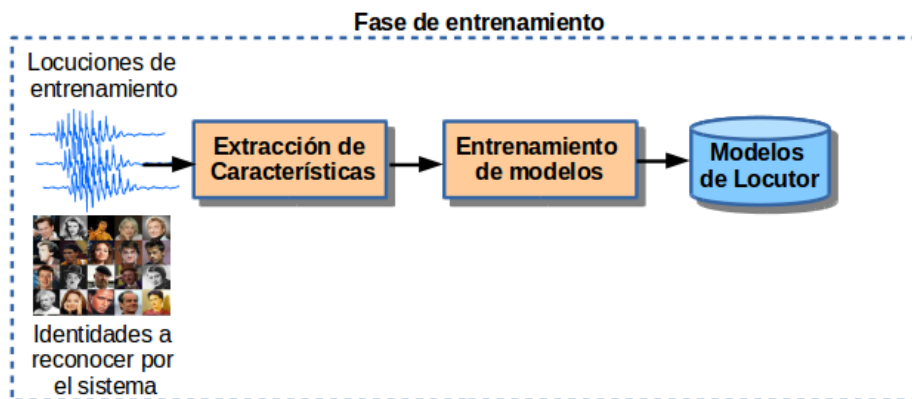 Fase de entrenamiento
Locuciones de
entrenamiento
Extracción de
Características
Entrenamiento
de modelos
Modelos
de Locutor
Identidades a
reconocer por
el sistema